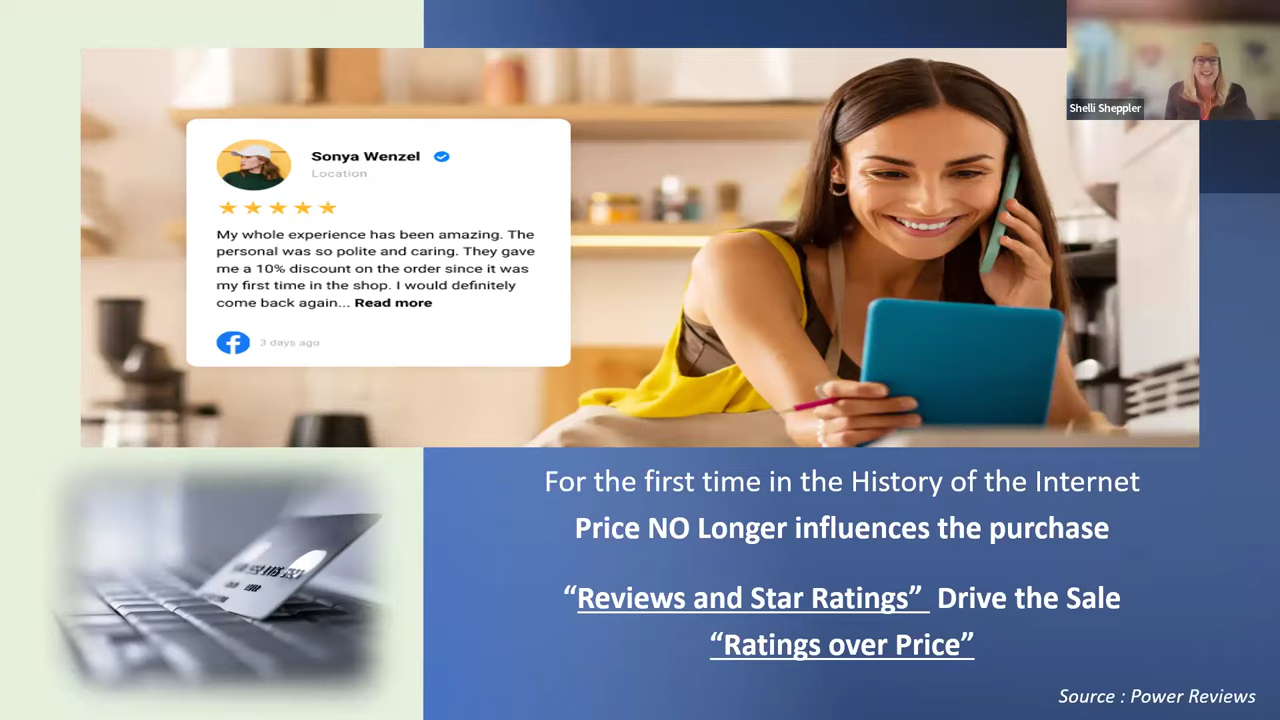 Shelli Sheppler
Sonya Wenzel
Location
My whole experience has been amazing. The
personal was so polite and caring. They gave
me a 10% discount on the order since it was
my first time in the shop. I would definitely
come back again... Read more
3 days ago
For the first time in the History of the Internet
Price NO Longer influences the purchase
“Reviews and Star Ratings” Drive the Sale
“Ratings over Price”
Source : Power Reviews